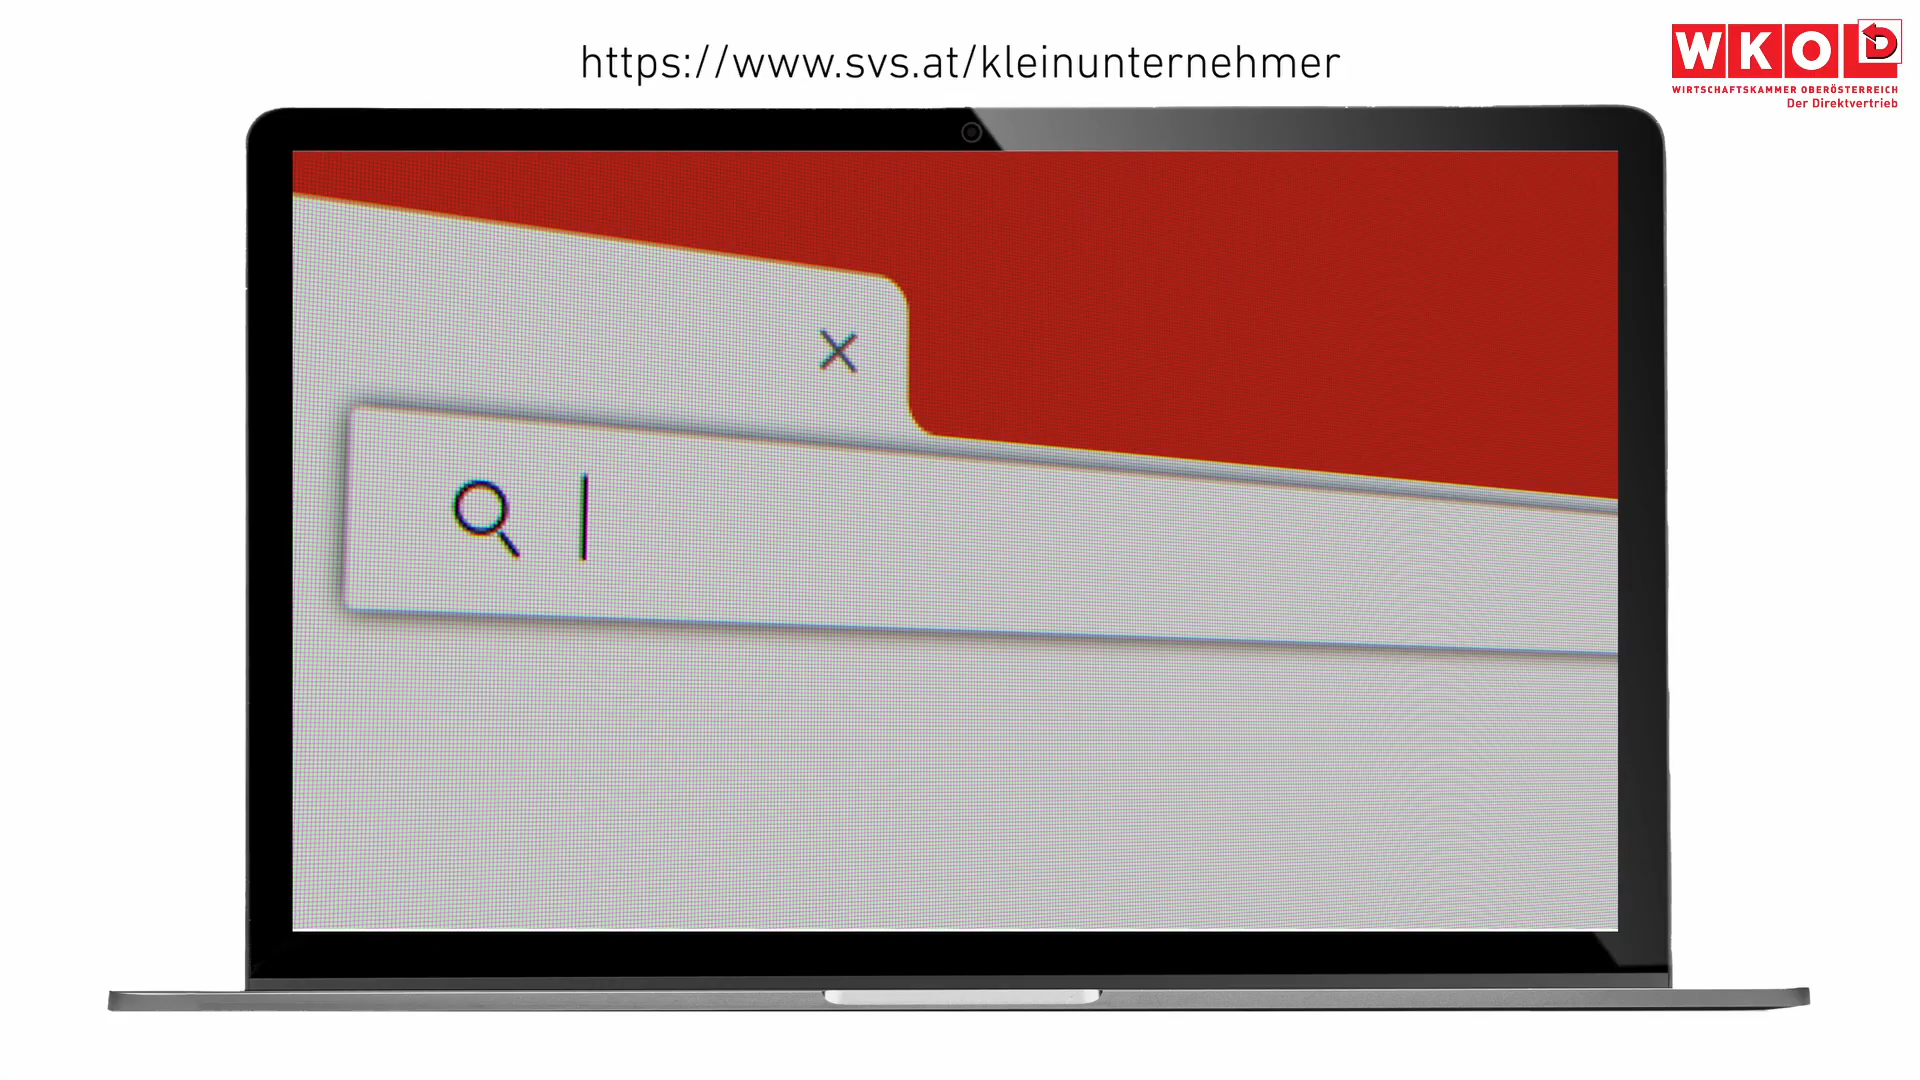 https://www.svs.at/kleinunternehmer
WKO D
WIRTSCHAFTSKAMMER OBERÖSTERREICH
Der Direktvertrieb